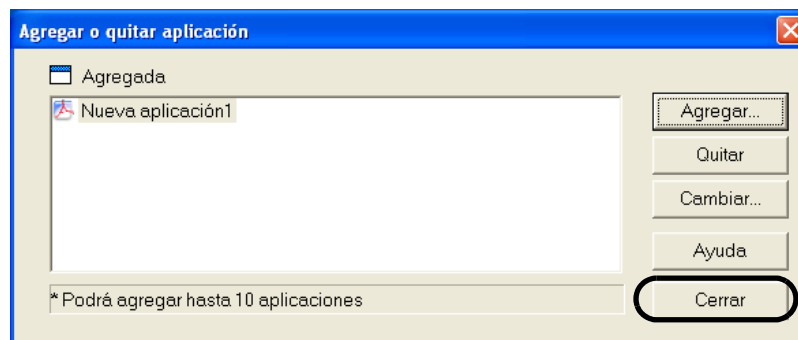 Agregar o quitar aplicación
Agregada
Nueva aplicación1
Agregar...
Quitar
Cambiar...
Ayuda
* Podrá agregar hasta 10 aplicaciones
Cerrar